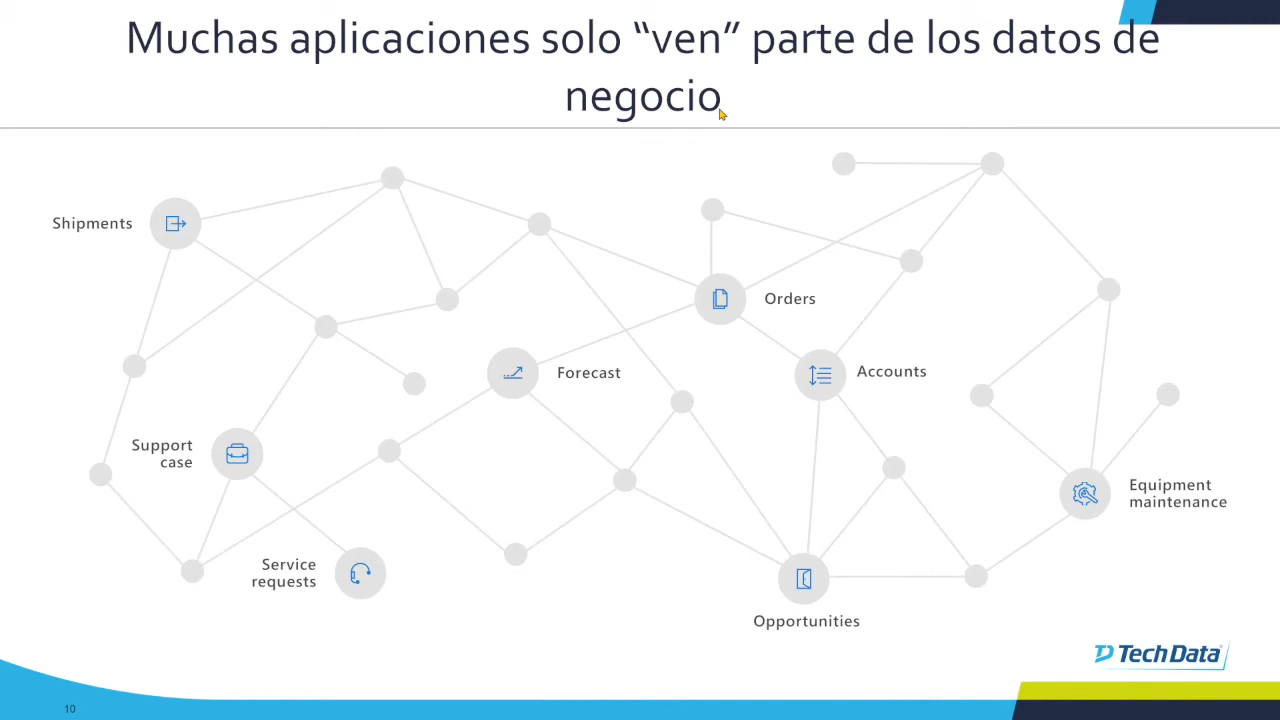 Muchas aplicaciones solo “ven” parte de los datos de
negocio
Shipments
Orders
Forecast
Accounts
Support
case
Equipment
maintenance
Service
requests
Opportunities
Tech Data
10